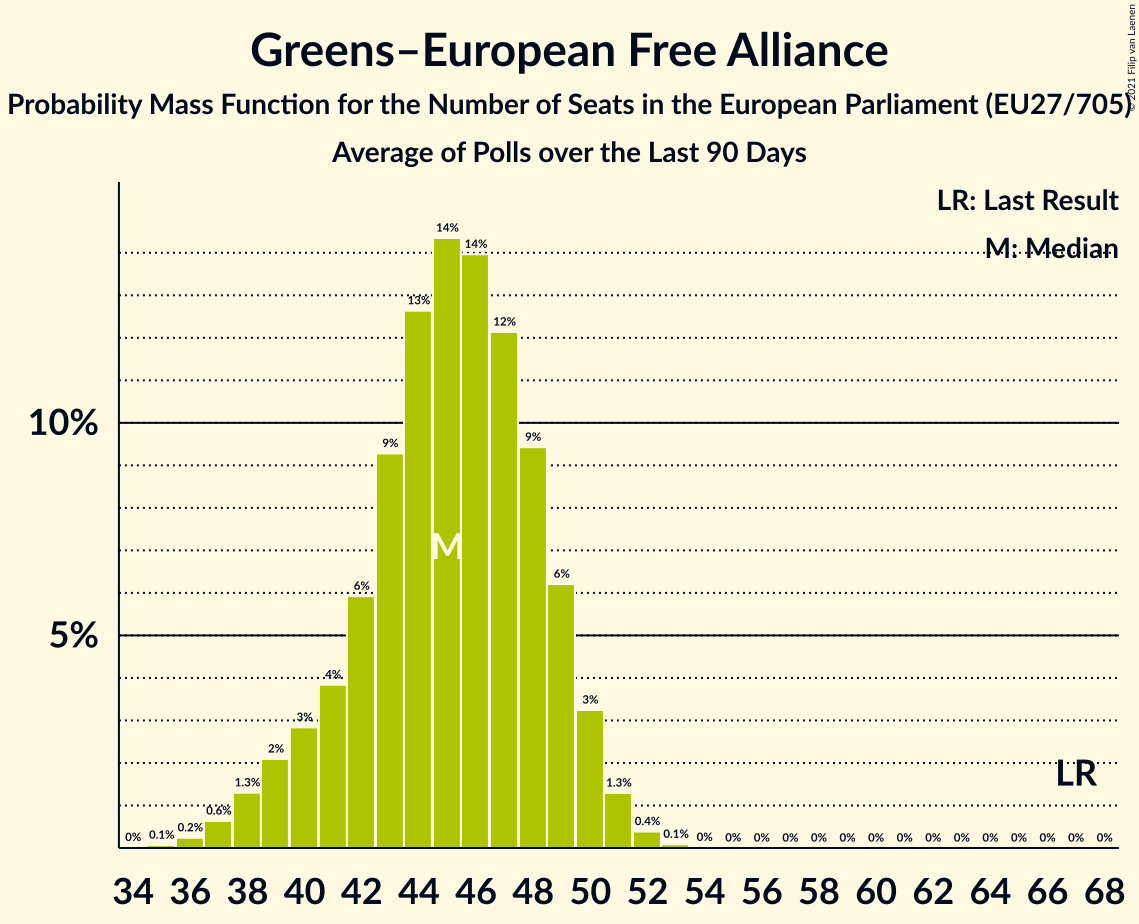 Greens–European Free Alliance
Probability Mass Function for the Number of Seats in the European Parliament (EU27/705)
Average of Polls over the Last 90 Days
© 2021 Filip van Laenen
LR: Last Result
M: Median
10%
5%
0% 0.1% 0.2% 0.6% 1.3% 2% 3% 4% 6% 9% 13% 14% 14% 12% 9% 6% 3% 1.3% 0.4% 0.1% 0% 0% 0% 0% 0% 0% 0% 0% 0% 0% 0% 0% 0% 0% 0%
M
LR
34 36 38 40 42 44 46 48 50 52 54 56 58 60 62 64 66 68